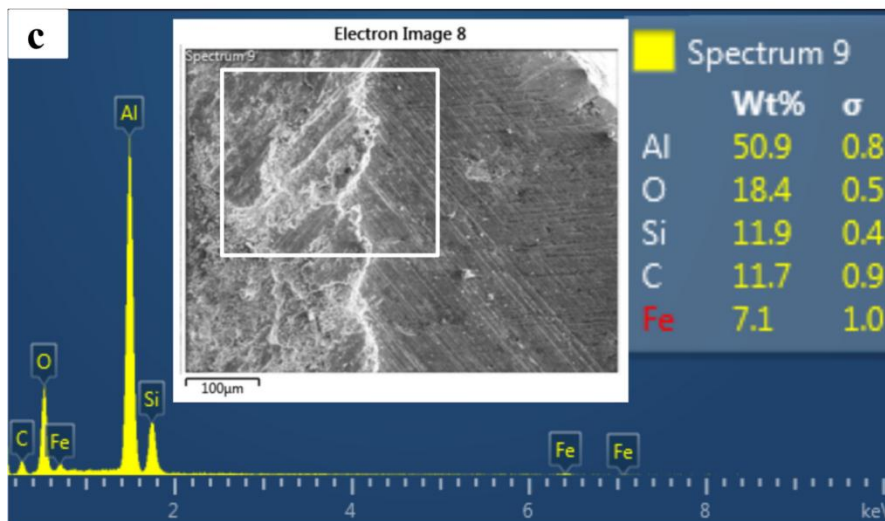 c
Electron Image 8
Spectrum 9
100μm
Spectrum 9
Wt% σ
Al 50.9 0.8
O 18.4 0.5
Si 11.9 0.4
C 11.7 0.9
Fe 7.1 1.0
Al
O
Si
C
Fe
Fe
Fe
2
4
6
8